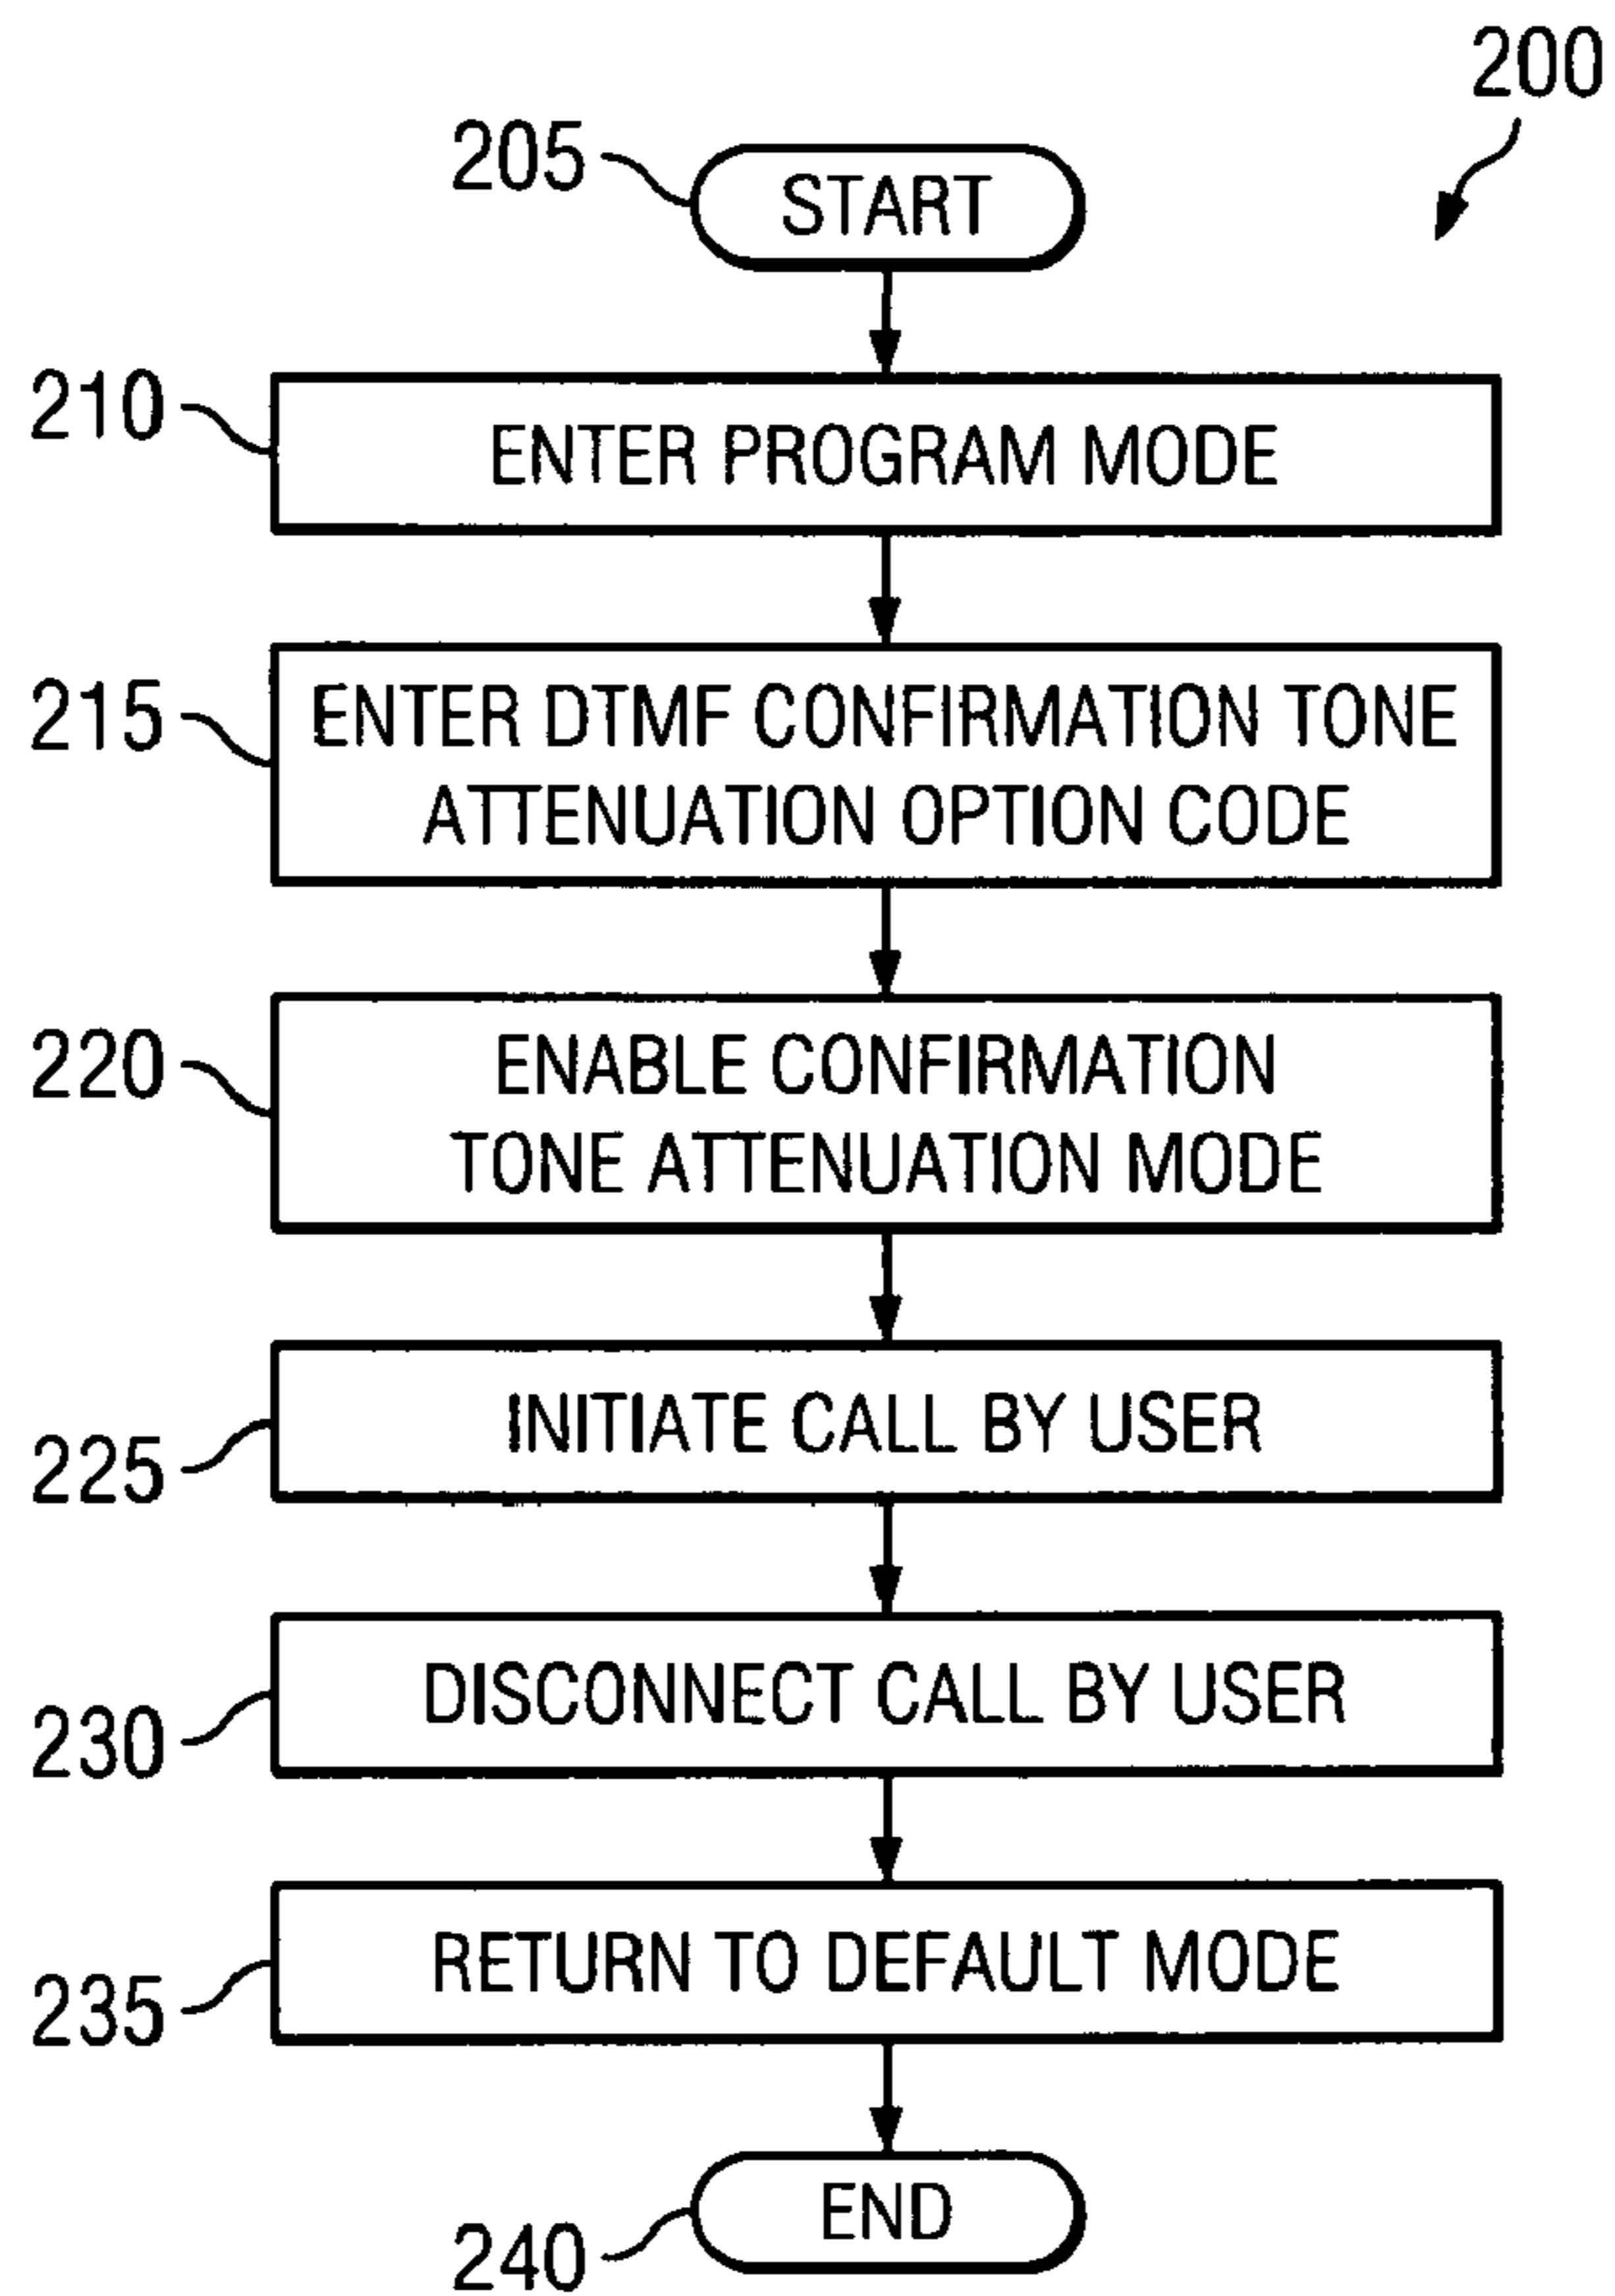 200
205
START
210
ENTER PROGRAM MODE
215
ENTER DTMF CONFIRMATION TONE
ATTENUATION OPTION CODE
220
ENABLE CONFIRMATION
TONE ATTENUATION MODE
225
INITIATE CALL BY USER
230
DISCONNECT CALL BY USER
235
RETURN TO DEFAULT MODE
240
END